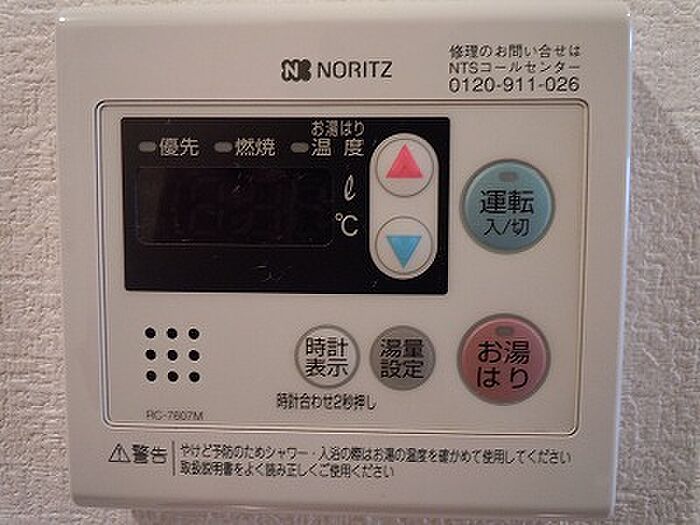 NORITZ
修理のお問い合せは
NTSコールセンター
0120-911-026
お湯はり
優先 燃焼 温度
ℓ
℃
運転
入/切
時計
表示
湯量
設定
お湯
はり
時計合わせ2秒押し
RC-7607M
⚠警告
やけど予防のためシャワー・入浴の際はお湯の温度を確かめて使用してください
取扱説明書をよく読み正しくご使用ください